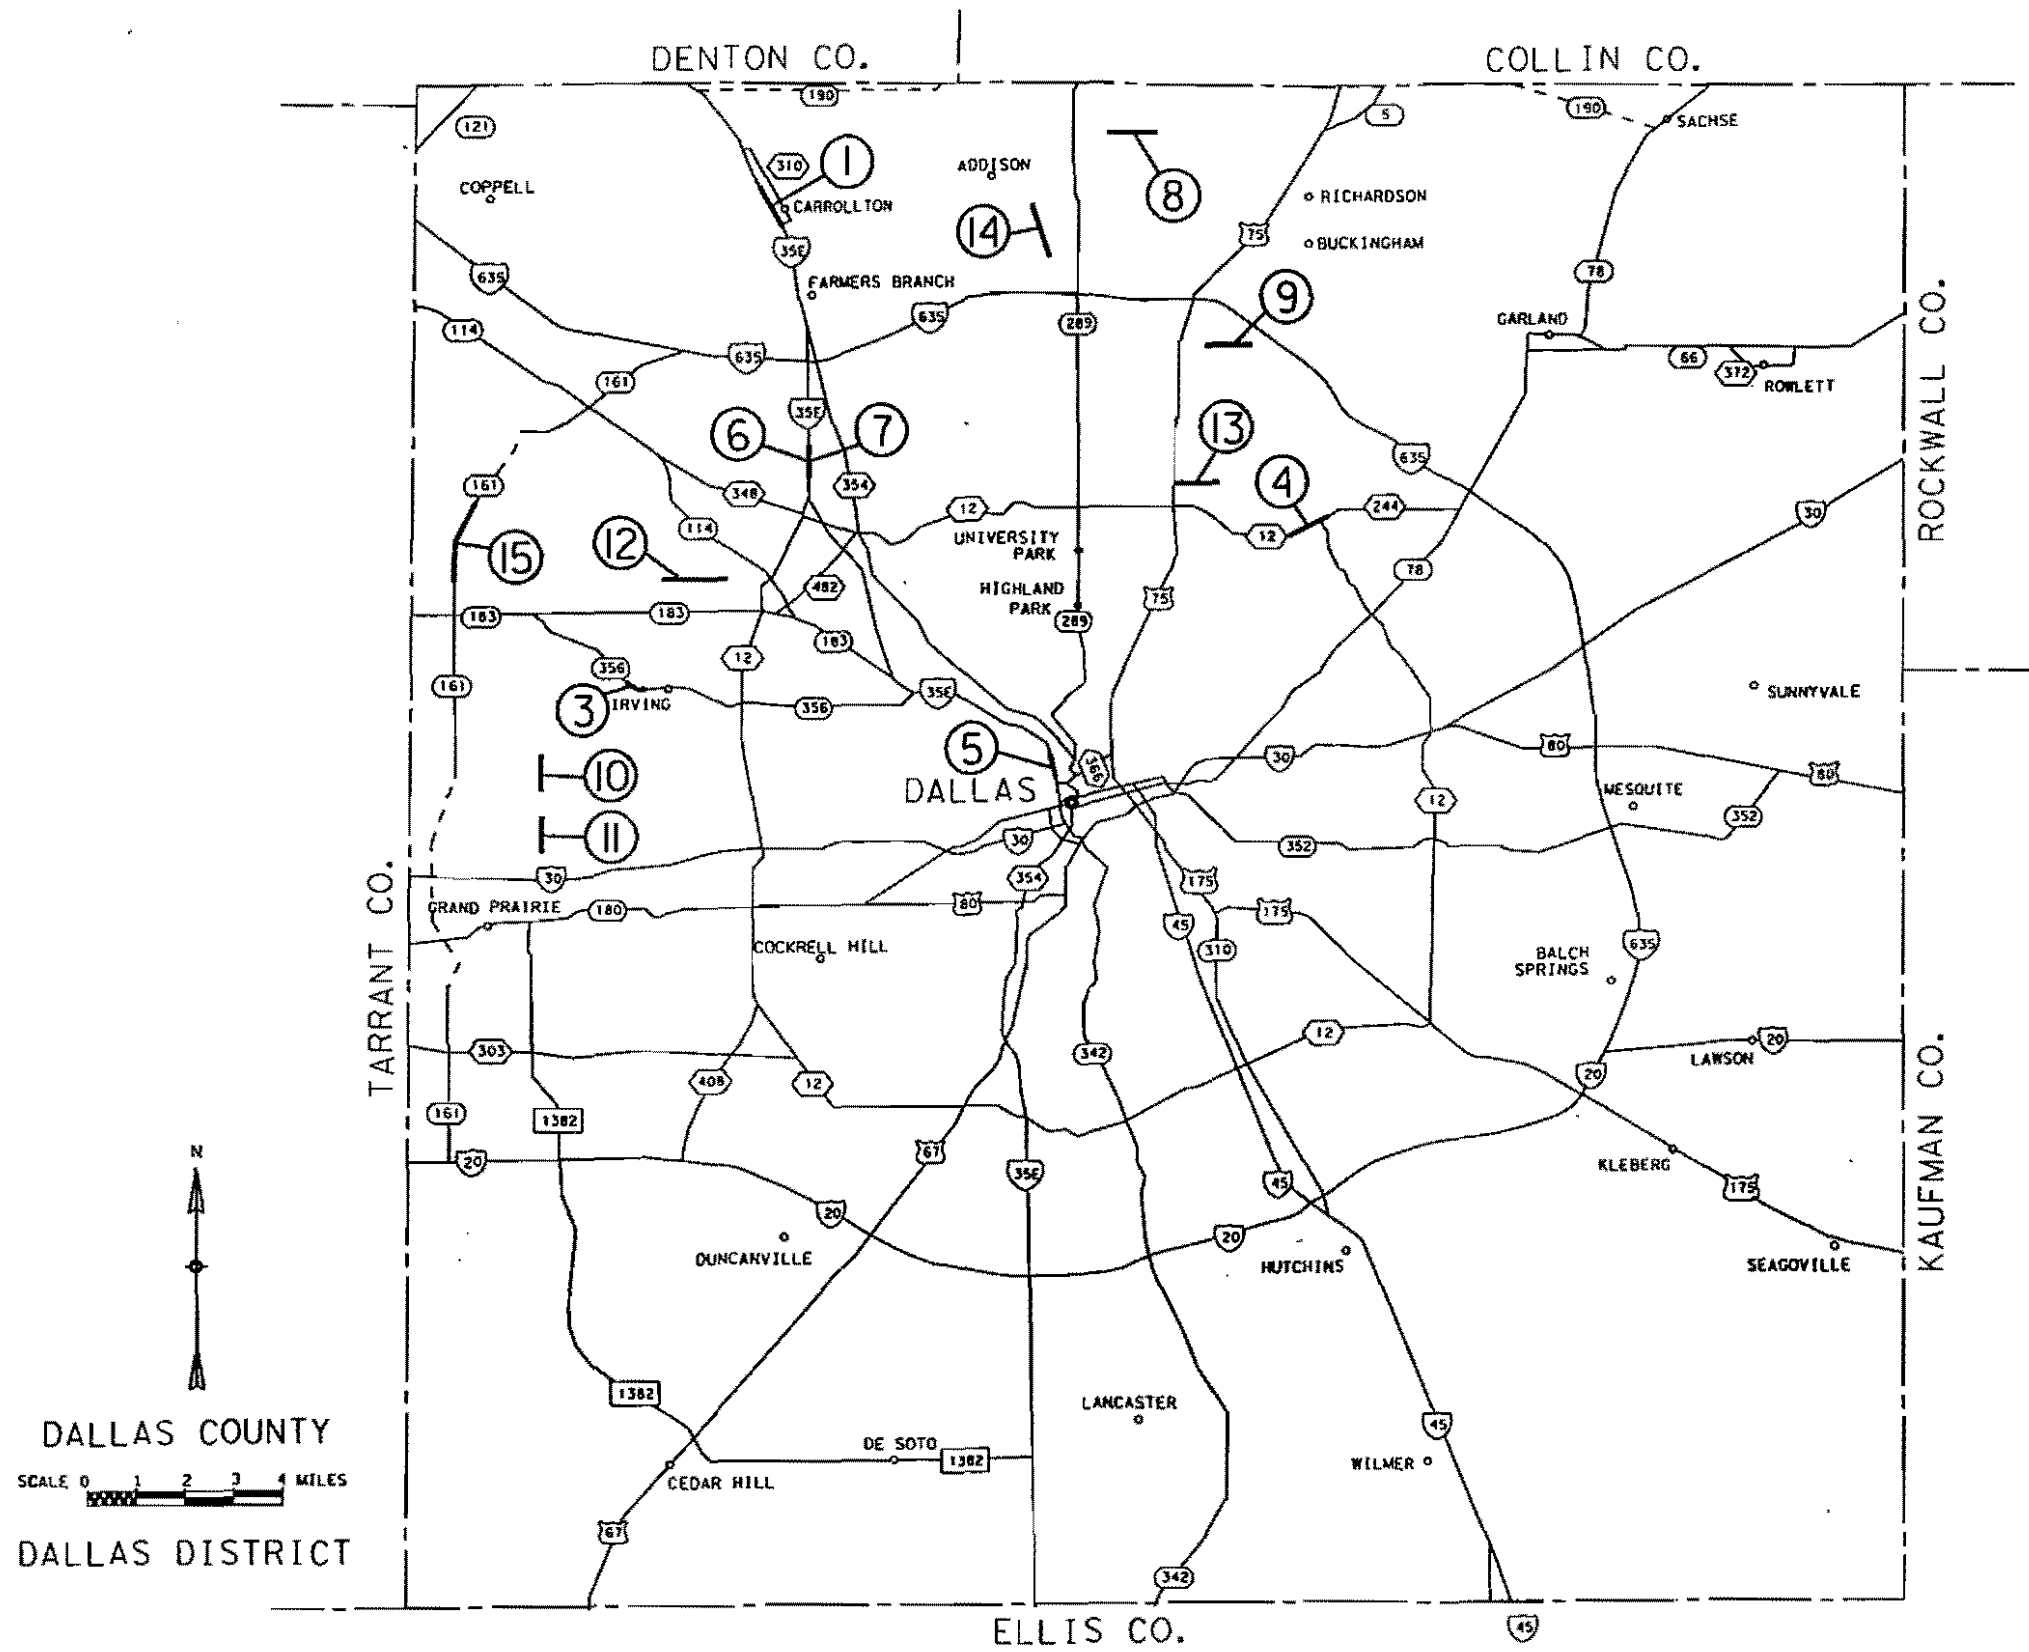 DENTON CO.
COLLIN CO.
190
121
5
190
SACHSE
310
1
ADDISON
COPPELL
8
RICHARDSON
CARROLLTON
14
35E
75
BUCKINGHAM
635
FARMERS BRANCH
78
9
114
635
289
GARLAND
635
66
372
ROWLETT
161
35E
6
7
13
635
161
348
354
12
4
244
30
114
12
UNIVERSITY
PARK
15
12
482
78
HIGHLAND
PARK
75
183
183
289
183
12
356
161
3
IRVING
356
35E
SUNNYVALE
5
366
30
80
80
10
DALLAS
MESQUITE
12
352
11
30
352
30
354
175
GRAND PRAIRIE
180
80
175
45
310
COCKRELL HILL
635
BALCH
SPRINGS
303
12
342
20
LAWSON
408
12
20
161
1382
67
35E
20
KLEBERG
45
175
20
20
DUNCANVILLE
HUTCHINS
SEAGOVILLE
1382
LANCASTER
45
DE SOTO
1382
WILMER
CEDAR HILL
67
342
45
ELLIS CO.
TARRANT CO.
ROCKWALL CO.
KAUFMAN CO.
N
DALLAS COUNTY
SCALE 0 1 2 3 4 MILES
DALLAS DISTRICT